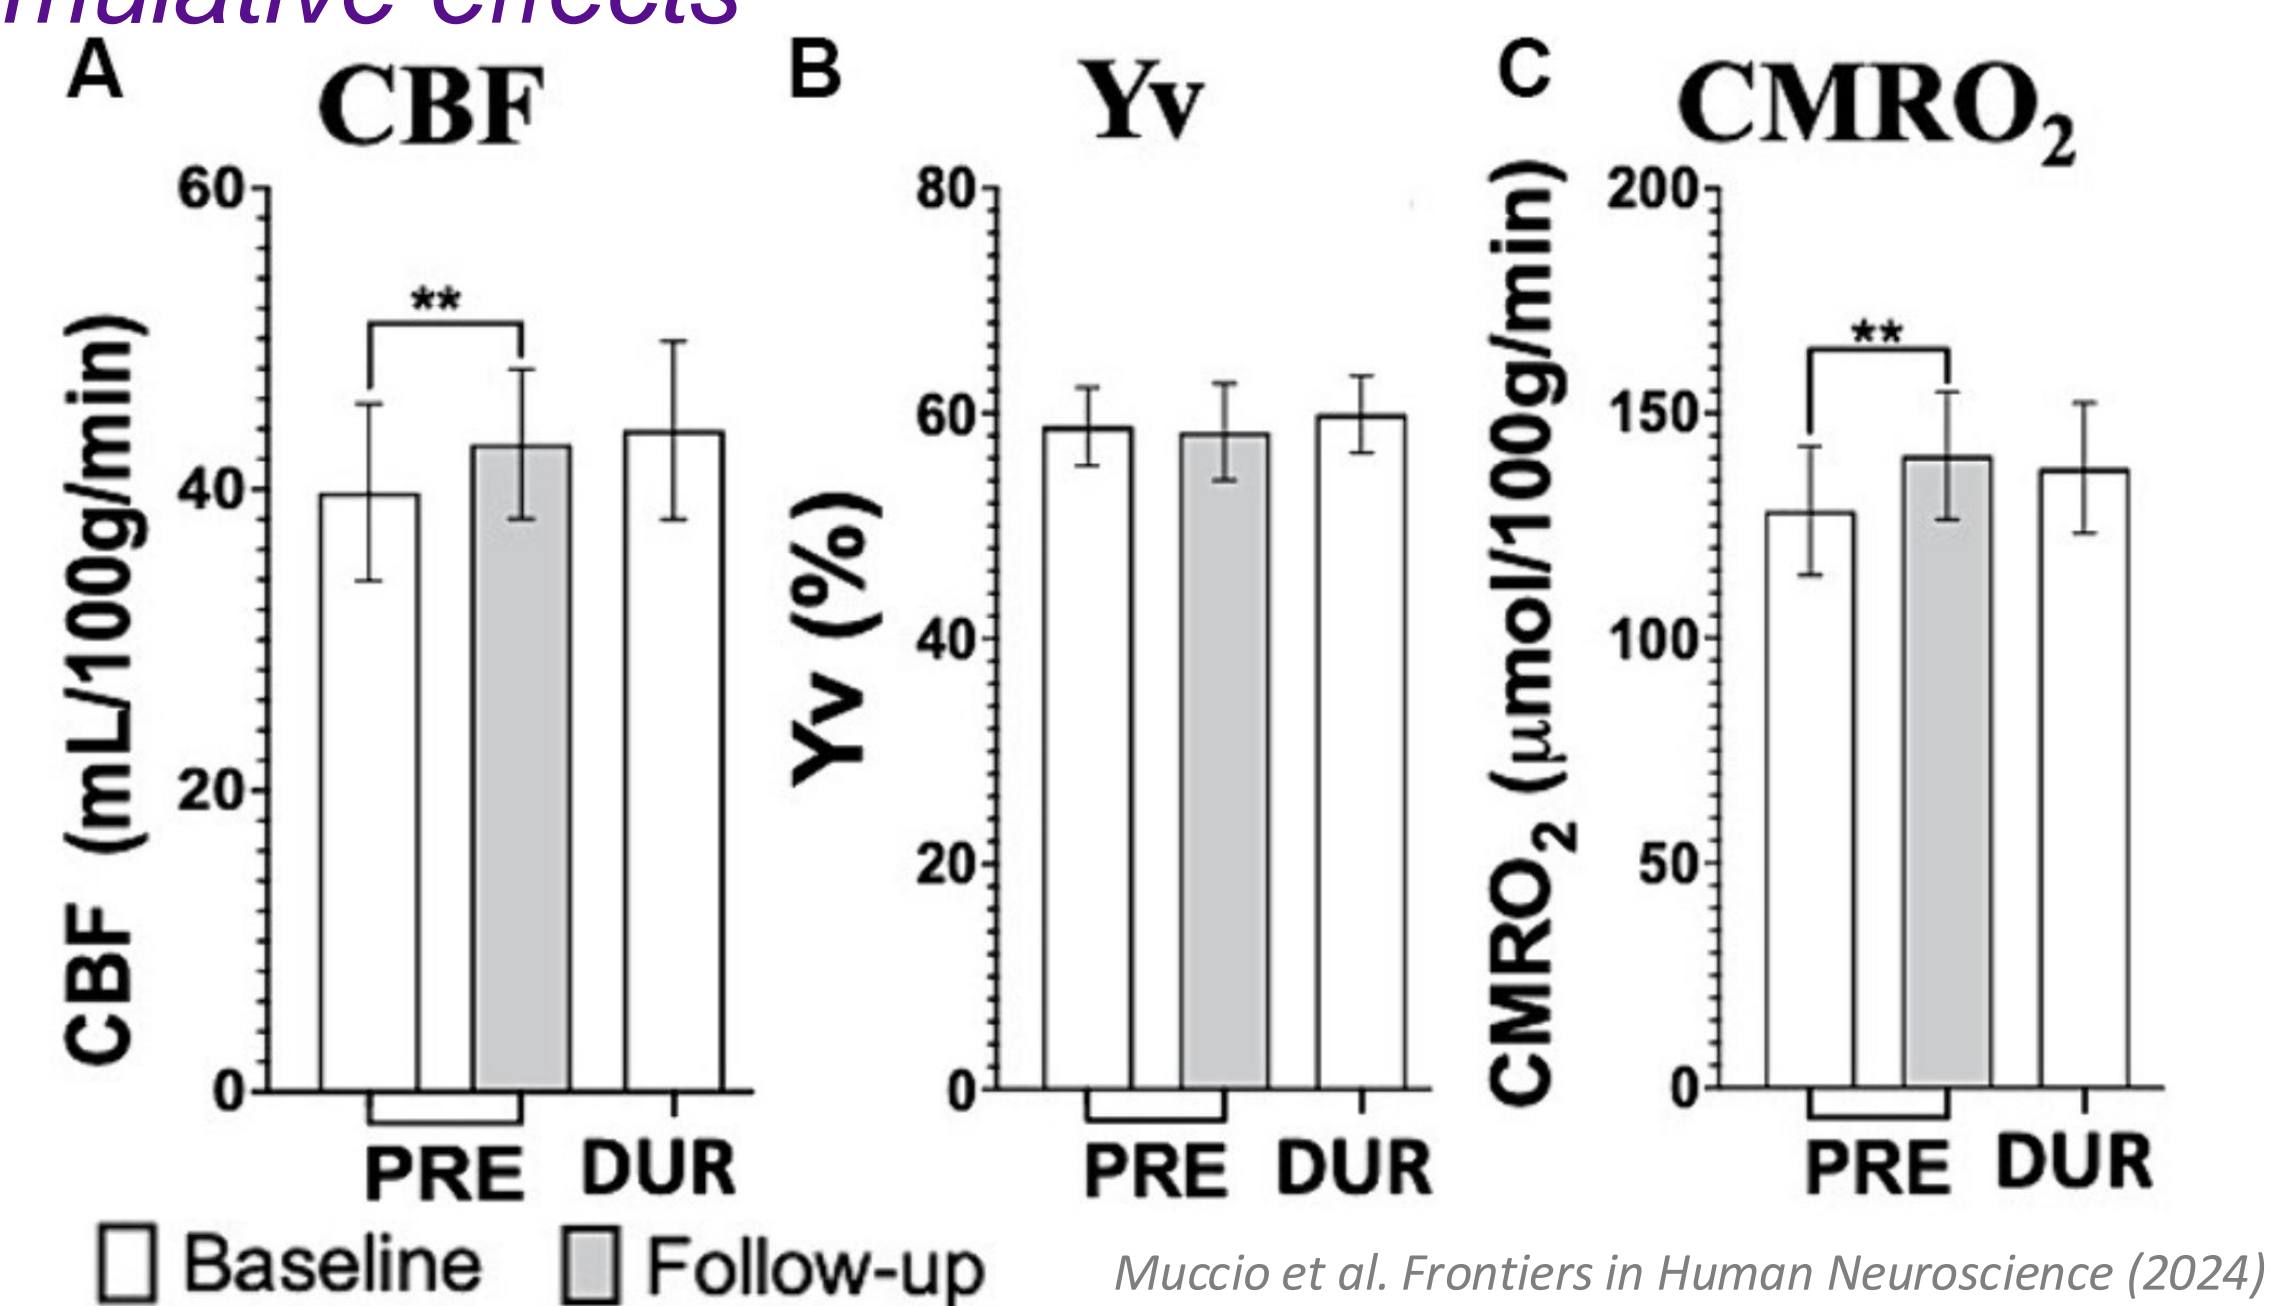 effects
A
CBF
CBF (mL/100g/min)
60
40
20
0
**
PRE
DUR
B
Yv
Yv (%)
80
60
40
20
0
PRE
DUR
C
CMRO2
CMRO2 (μmol/100g/min)
200
150
100
50
0
**
PRE
DUR
Baseline
Follow-up
Muccio et al. Frontiers in Human Neuroscience (2024)